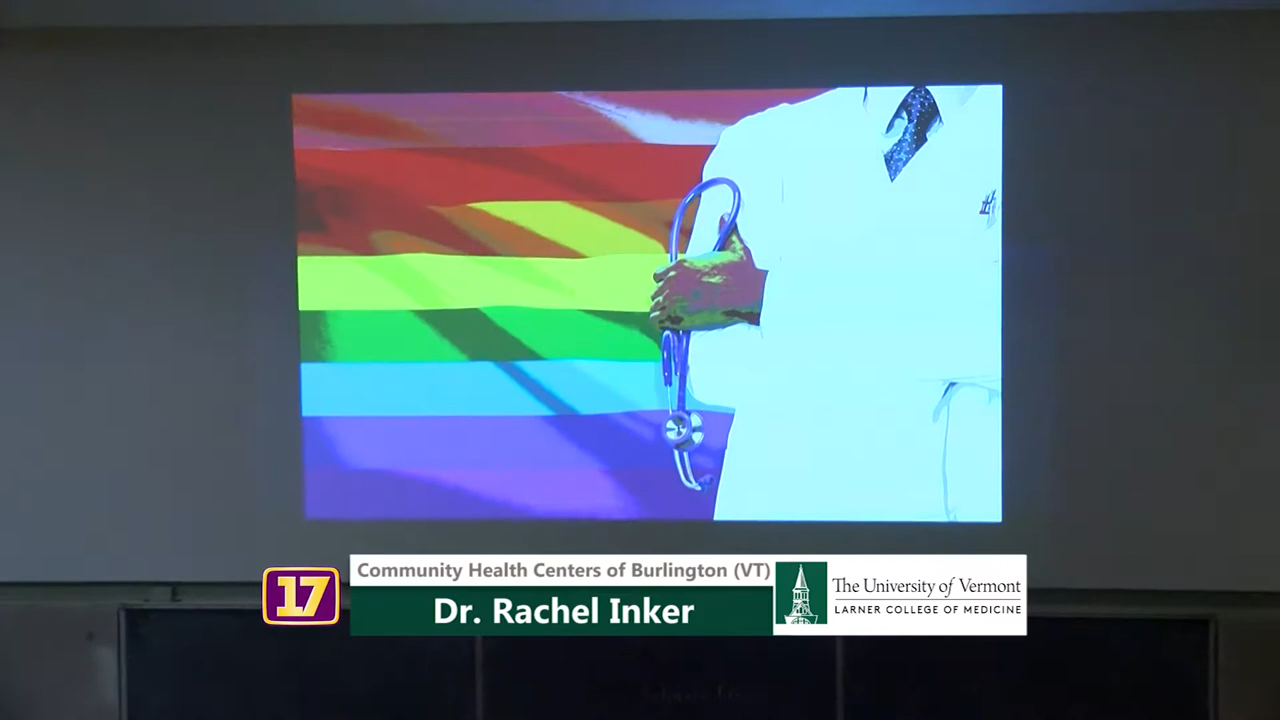 17
Community Health Centers of Burlington (VT)
Dr. Rachel Inker
The University of Vermont
LARNER COLLEGE OF MEDICINE